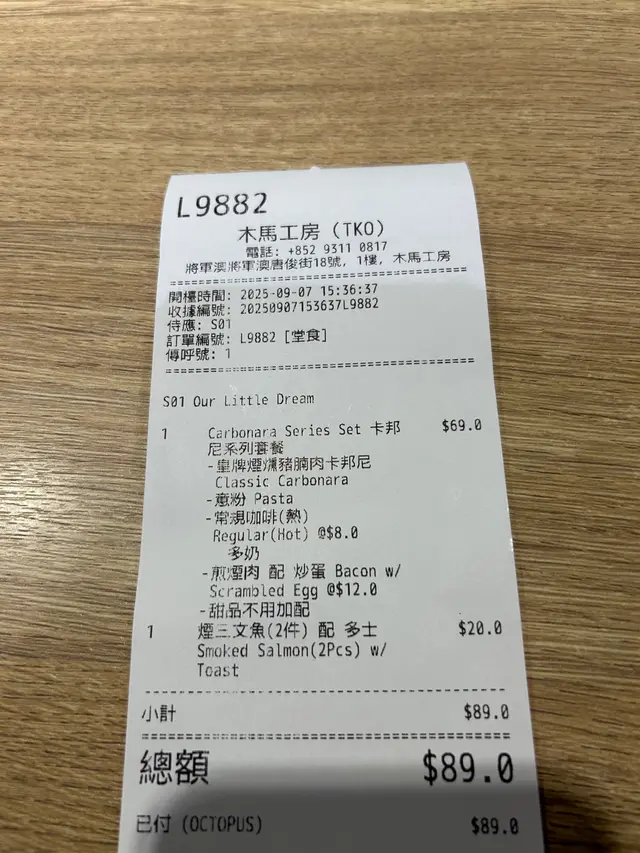 L9882
木馬工房 (TKO)
電話: +852 9311 0817
將軍澳將軍澳唐俊街18號, 1樓, 木馬工房
開檯時間: 2025-09-07 15:36:37
收據編號: 20250907153637L9882
侍應: S01
訂單編號: L9882 [堂食]
傳呼號: 1
S01 Our Little Dream
1 Carbonara Series Set 卡邦 $69.0
尼系列套餐
-皇牌煙燻豬腩肉卡邦尼
Classic Carbonara
-意粉 Pasta
-常規咖啡(熱)
Regular(Hot) @$8.0
多奶
-煎煙肉 配 炒蛋 Bacon w/
Scrambled Egg @$12.0
-甜品不用加配
1 煙三文魚(2件) 配 多士 $20.0
Smoked Salmon(2Pcs) w/
Toast
小計 $89.0
總額 $89.0
已付 (OCTOPUS) $89.0